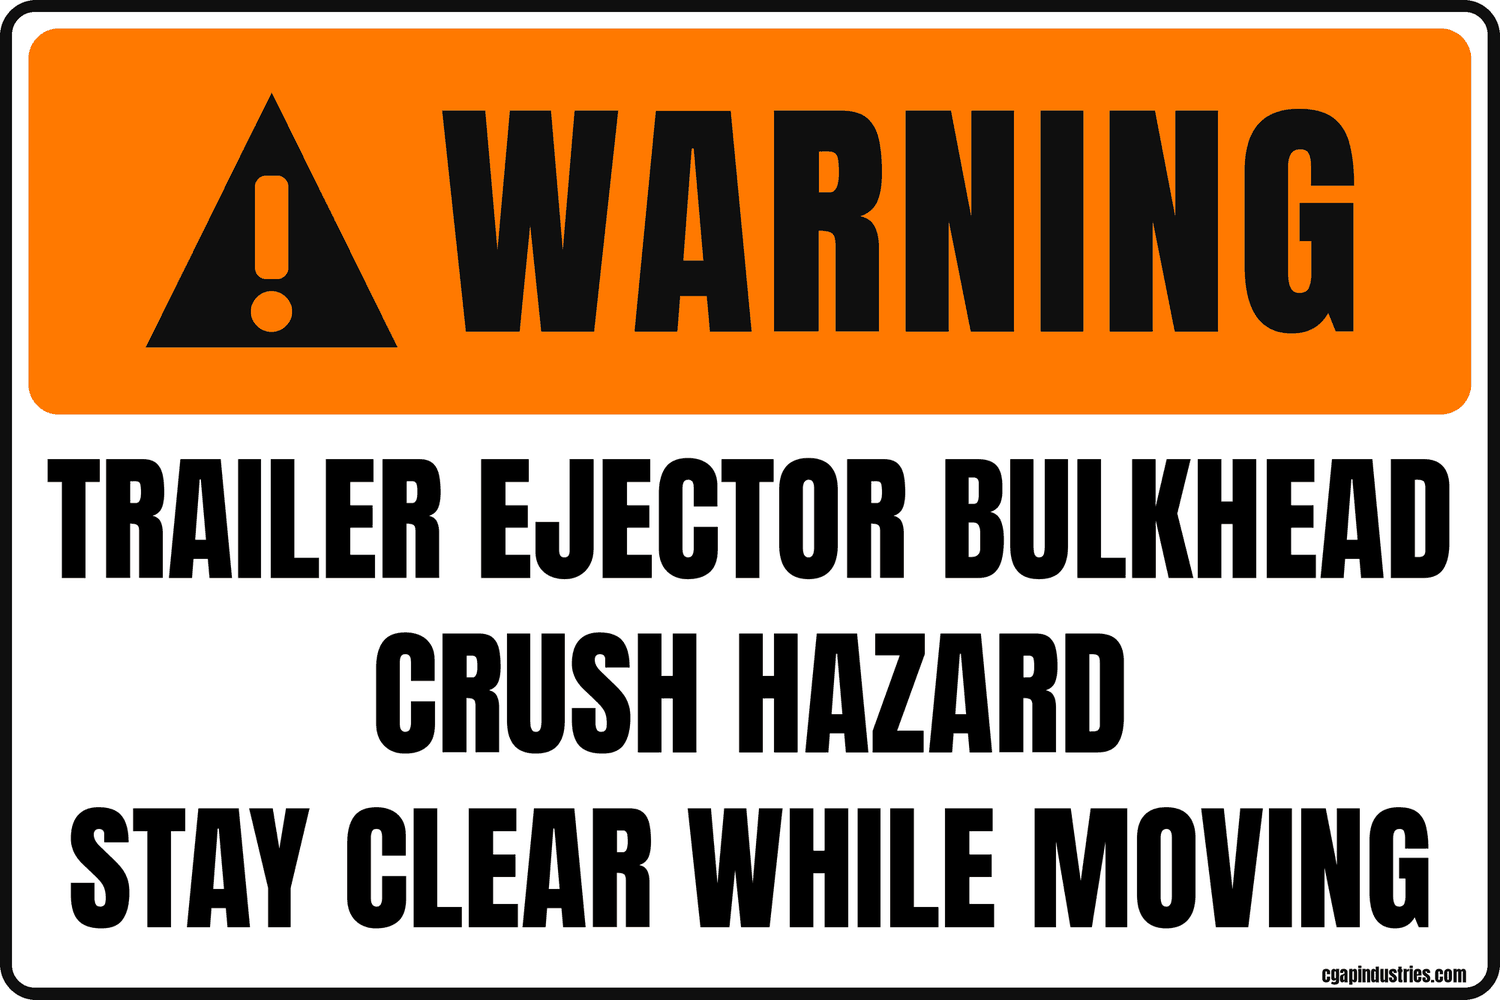 WARNING
TRAILER EJECTOR BULKHEAD
CRUSH HAZARD
STAY CLEAR WHILE MOVING
cgapindustries.com